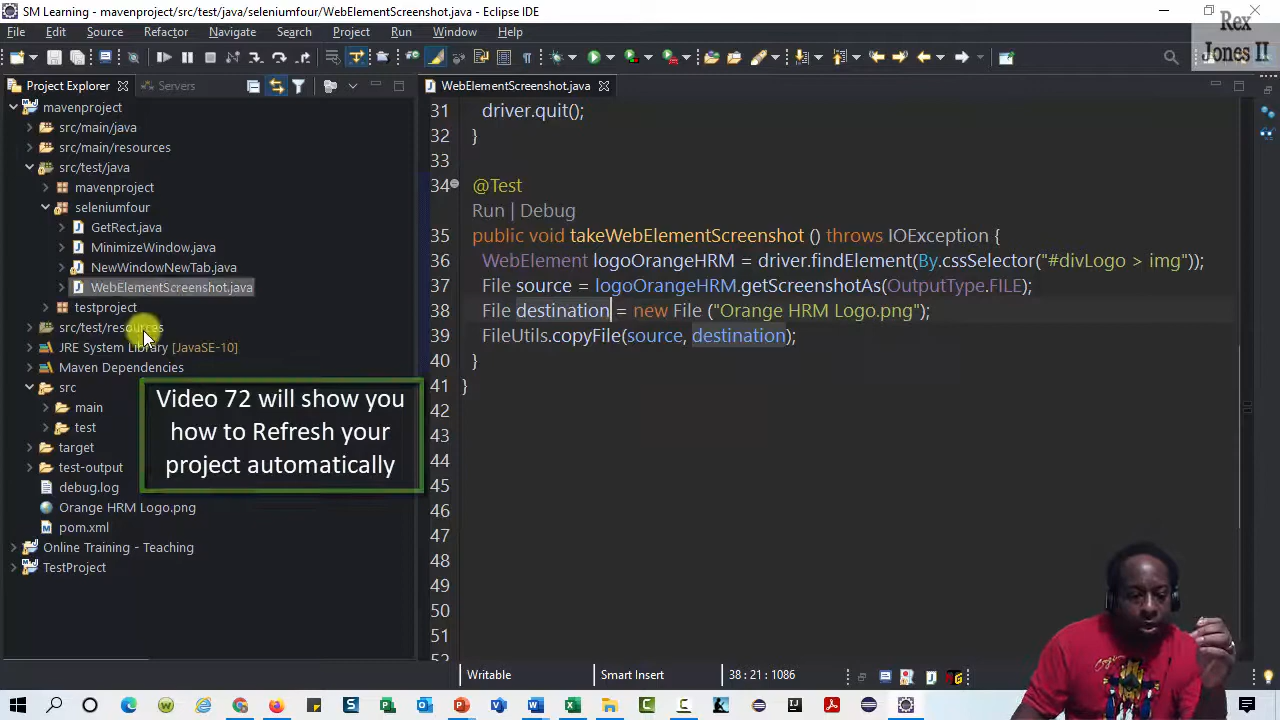 SM Learning - mavenproject/src/test/java/seleniumfour/WebElementScreenshot.java - Eclipse IDE
File Edit Source Refactor Navigate Search Project Run Window Help
Rex
Jones II
Project Explorer Servers
mavenproject
src/main/java
src/main/resources
src/test/java
mavenproject
seleniumfour
GetRect.java
MinimizeWindow.java
NewWindowNewTab.java
WebElementScreenshot.java
testproject
src/test/resources
JRE System Library [JavaSE-10]
Maven Dependencies
src
main
test
target
test-output
debug.log
Orange HRM Logo.png
pom.xml
Online Training - Teaching
TestProject
Video 72 will show you
how to Refresh your
project automatically
WebElementScreenshot.java
31 driver.quit();
32 }
33
34 @Test
Run | Debug
35 public void takeWebElementScreenshot () throws IOException {
36 WebElement logoOrangeHRM = driver.findElement(By.cssSelector("#divLogo > img"));
37 File source = logoOrangeHRM.getScreenshotAs(OutputType.FILE);
38 File destination = new File ("Orange HRM Logo.png");
39 FileUtils.copyFile(source, destination);
40 }
41 }
42
43
44
45
46
47
48
49
50
51
52
Writable Smart Insert 38 : 21 : 1086